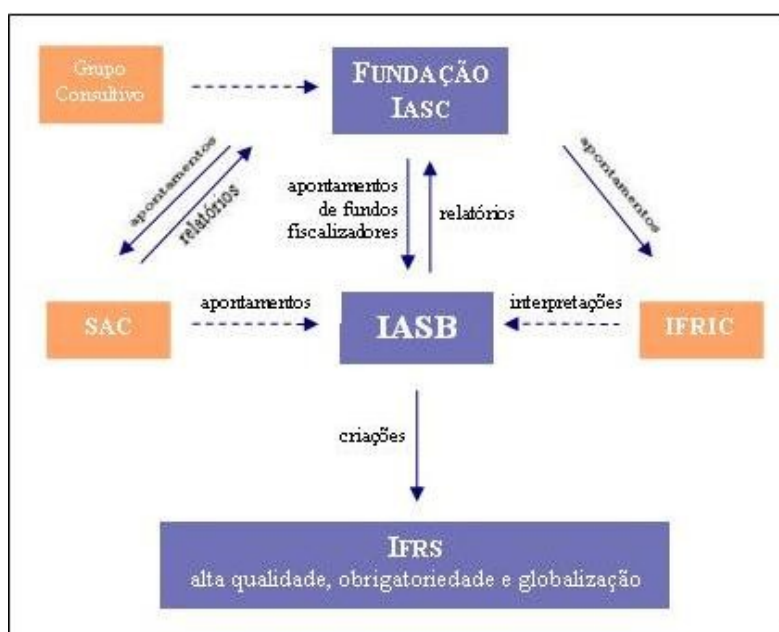 Grupo
Consultivo
FUNDAÇÃO
IASC
apontamentos
relatórios
apontamentos
de fundos
fiscalizadores
relatórios
apontamentos
SAC
apontamentos
IASB
interpretações
IFRIC
criações
IFRS
alta qualidade, obrigatoriedade e globalização